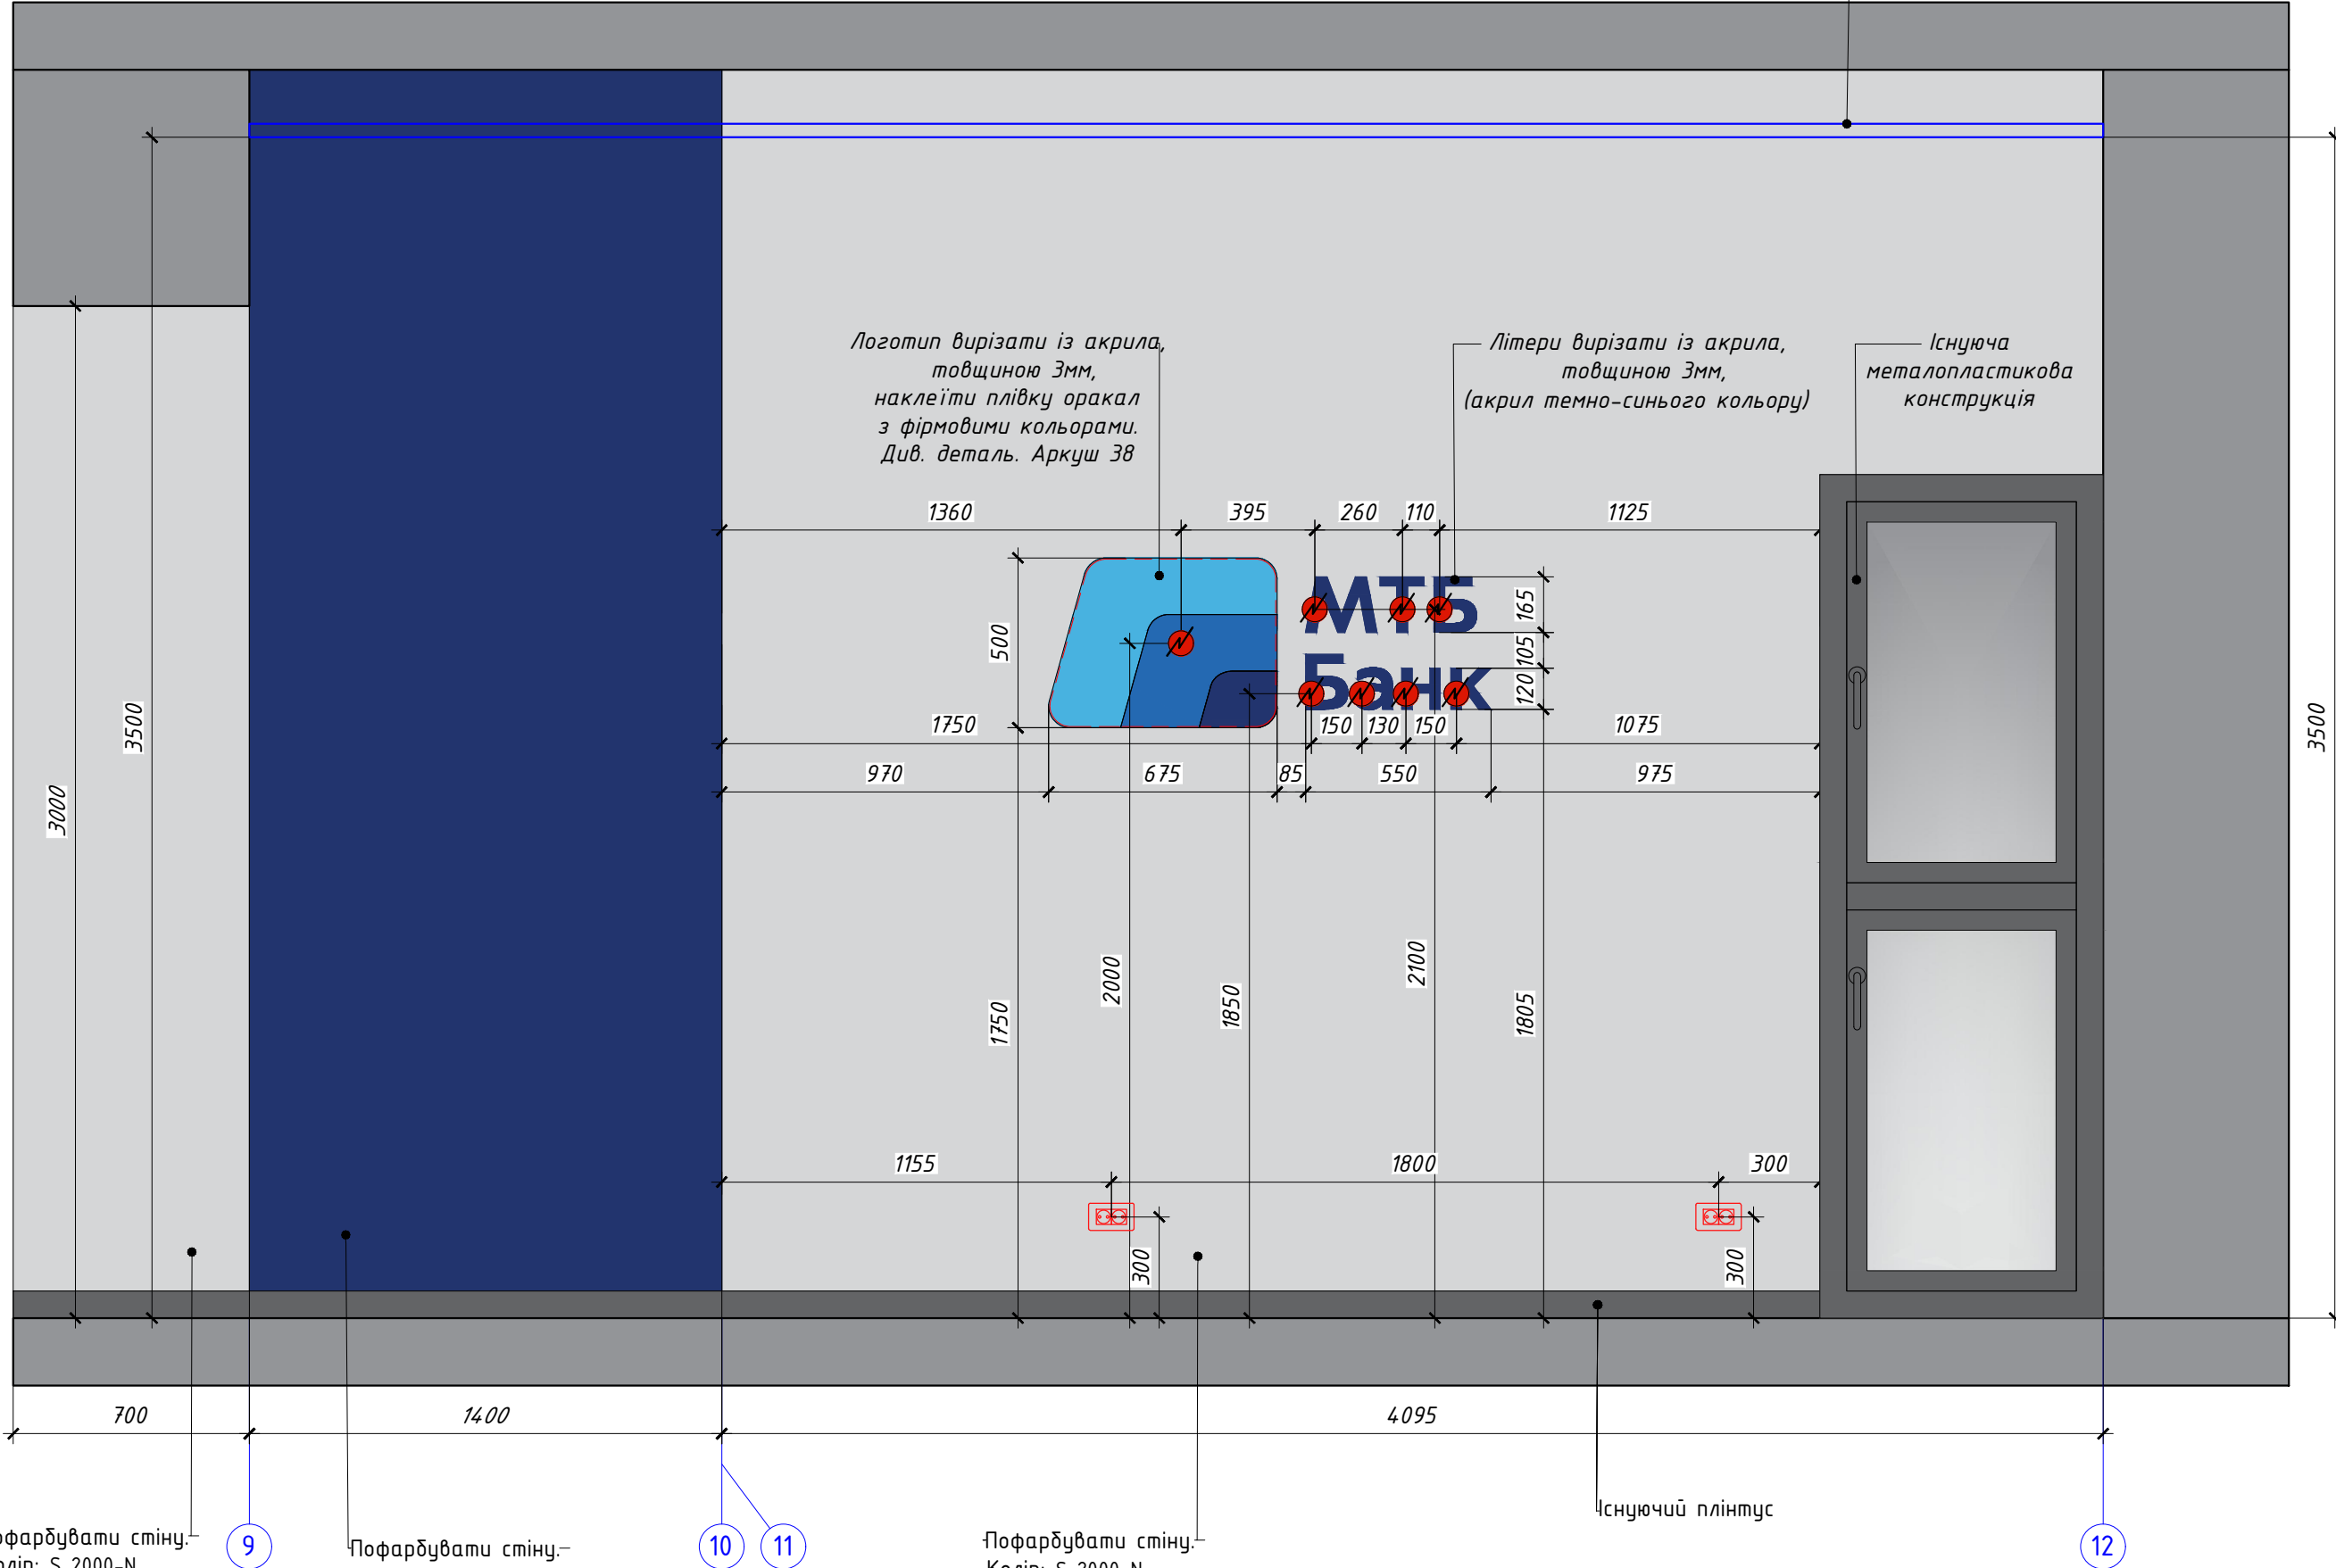 Логотип вирізати із акрила,
товщиною 3мм,
наклеїти плівку оракал
з фірмовими кольорами.
Див. деталь. Аркуш 38
Літери вирізати із акрила,
товщиною 3мм,
(акрил темно-синього кольору)
Існуюча
металопластикова
конструкція
1360
395
260
110
1125
МТБ
Банк
500
165
105
120
150
130
150
1750
1075
970
675
85
550
975
3000
3500
3500
1750
2000
1850
2100
1805
1155
1800
300
300
300
700
1400
4095
Існуючий плінтус
офарбувати стіну.
S 2000-N
Пофарбувати стіну.
Пофарбувати стіну.
Колір: S 2000-N
9
10
11
12